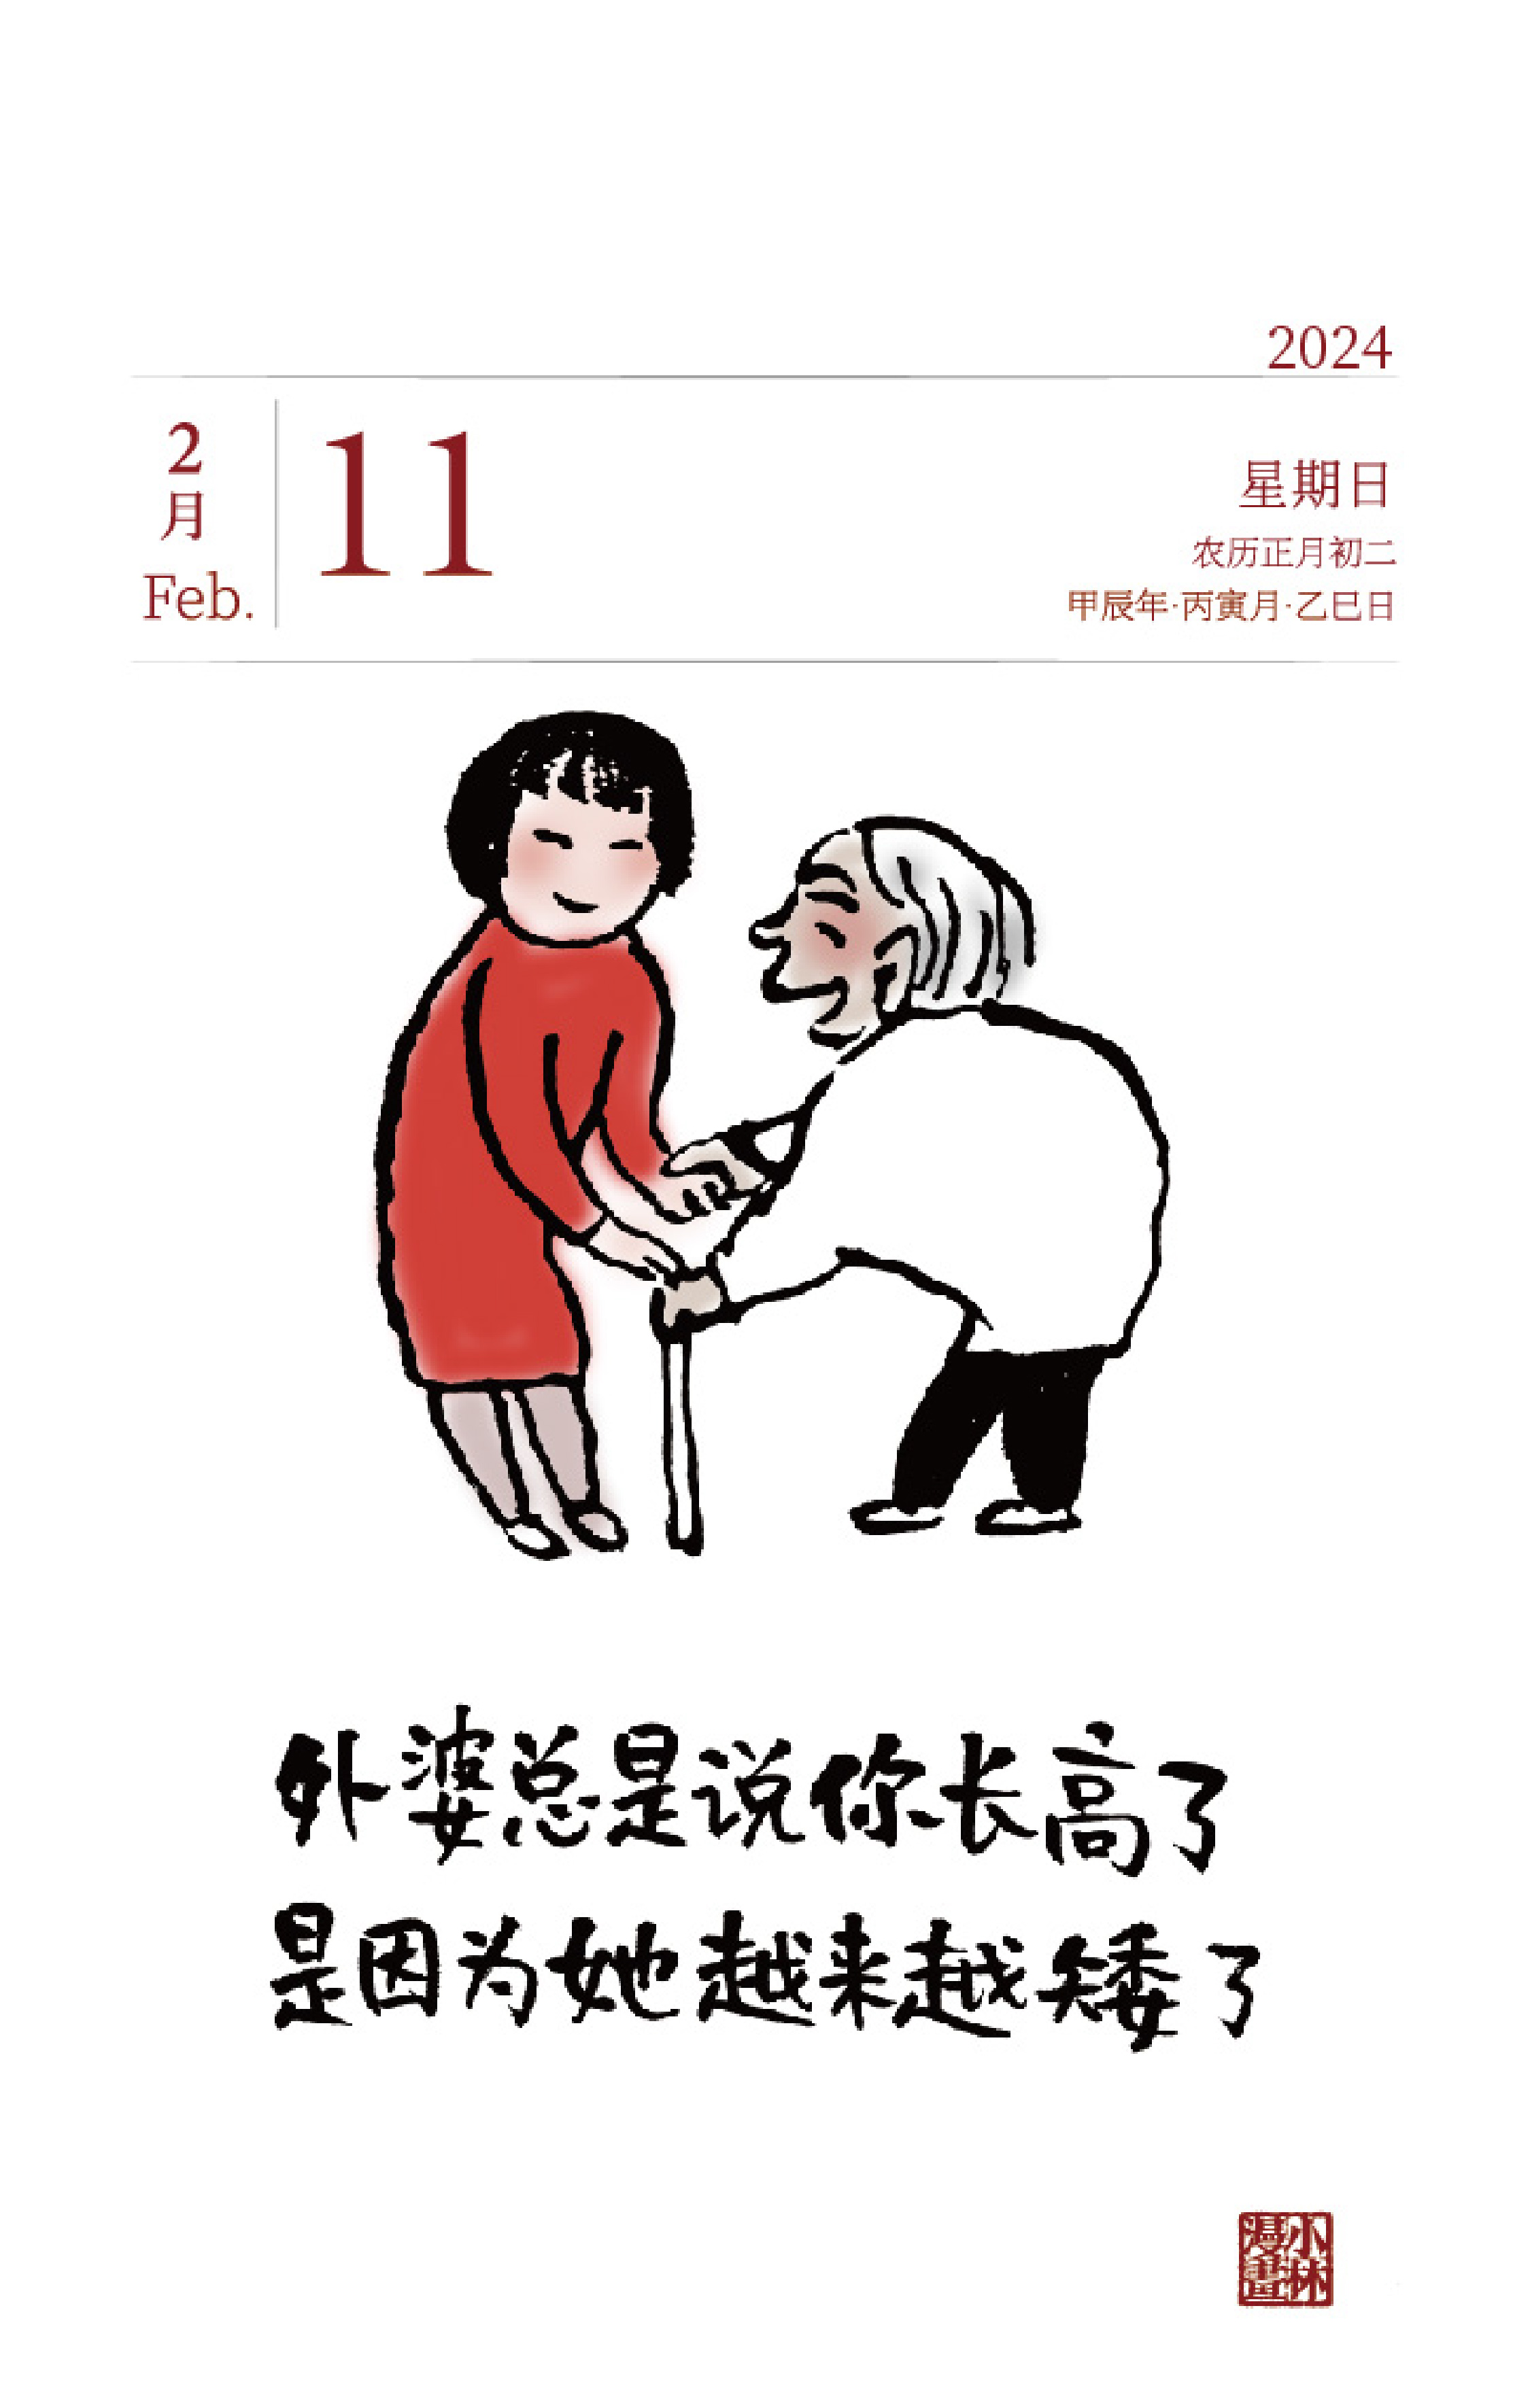 2024
2
月
Feb.
11
星期日
农历正月初二
甲辰年·丙寅月·乙巳日
外婆总是说你长高了
是因为她越来越矮了
小林
漫畫